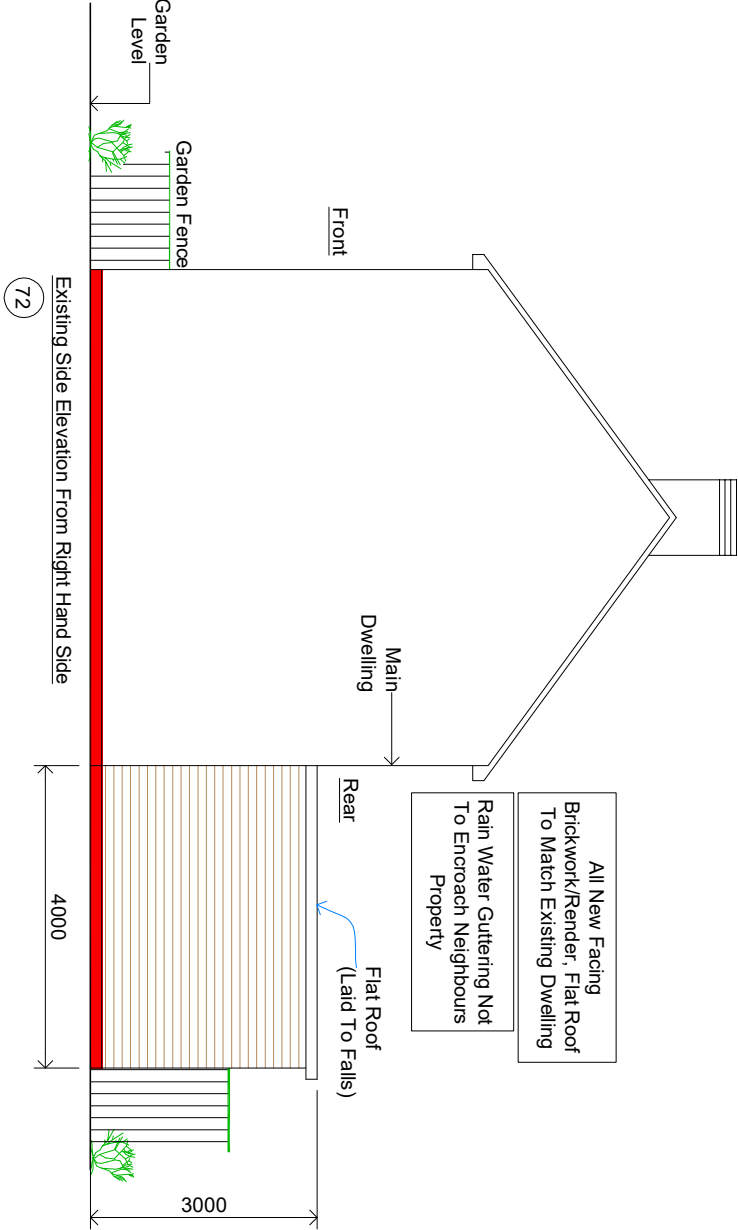 All New Facing
Brickwork/Render, Flat Roof
To Match Existing Dwelling
Rain Water Guttering Not
To Encroach Neighbours
Property
Main
Dwelling
Front
Rear
Flat Roof
(Laid To Falls)
Garden
Level
Garden Fence
3000
4000
Existing Side Elevation From Right Hand Side
72